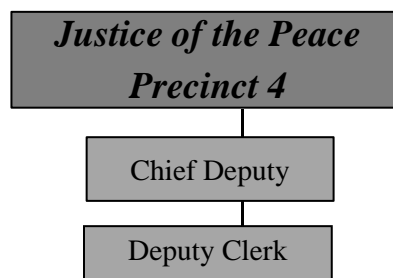 Justice of the Peace
Precinct 4
Chief Deputy
Deputy Clerk